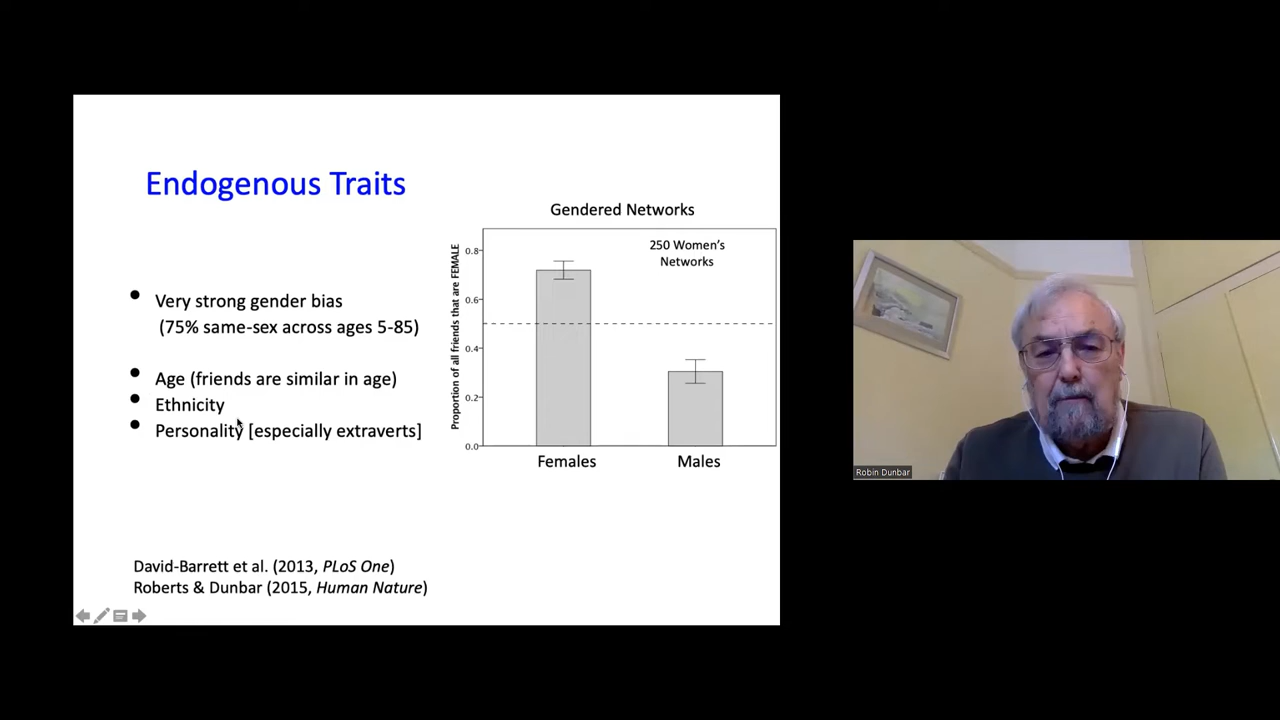 Endogenous Traits
• Very strong gender bias
(75% same-sex across ages 5-85)
• Age (friends are similar in age)
• Ethnicity
• Personality [especially extraverts]
Gendered Networks
250 Women's
Networks
Proportion of all friends that are FEMALE
0.8
0.6
0.4
0.2
0.0
Females
Males
David-Barrett et al. (2013, PLoS One)
Roberts & Dunbar (2015, Human Nature)
Robin Dunbar